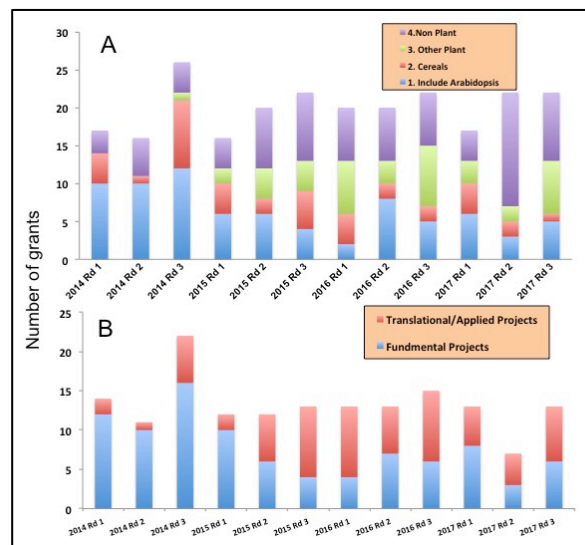 A
4.Non Plant
3. Other Plant
2. Cereals
1. Include Arabidopsis
30
25
20
15
10
5
0
2014 Rd 1
2014 Rd 2
2014 Rd 3
2015 Rd 1
2015 Rd 2
2015 Rd 3
2016 Rd 1
2016 Rd 2
2016 Rd 3
2017 Rd 1
2017 Rd 2
2017 Rd 3
Number of grants
B
Translational/Applied Projects
Fundmental Projects
25
20
15
10
5
0
2014 Rd 1
2014 Rd 2
2014 Rd 3
2015 Rd 1
2015 Rd 2
2015 Rd 3
2016 Rd 1
2016 Rd 2
2016 Rd 3
2017 Rd 1
2017 Rd 2
2017 Rd 3